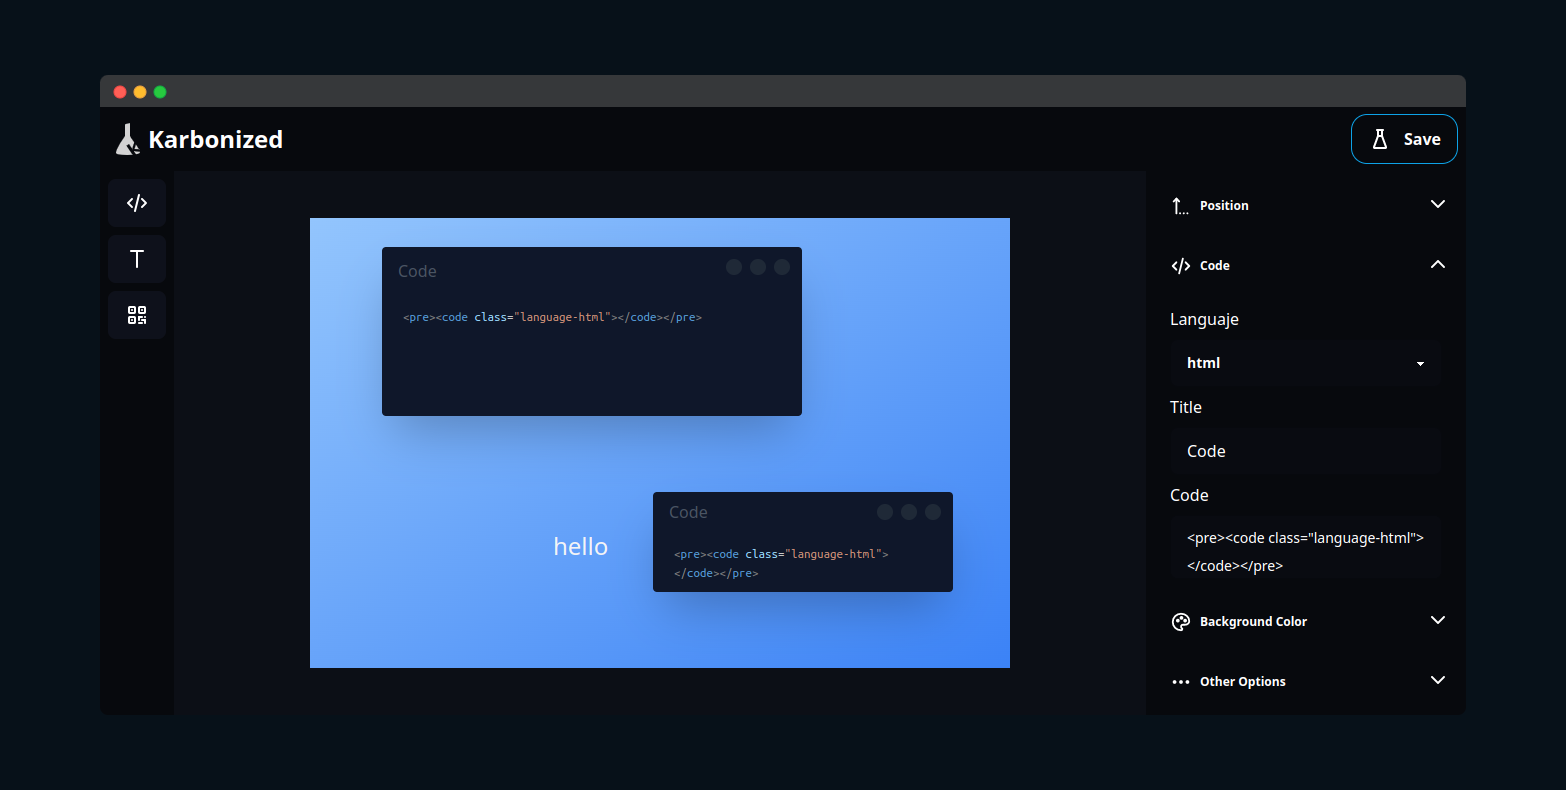 Karbonized
Save
T
Code
<pre><code class="language-html"></code></pre>
hello
Code
<pre><code class="language-html">
</code></pre>
Position
Code
Languaje
html
Title
Code
Code
<pre><code class="language-html">
</code></pre>
Background Color
Other Options